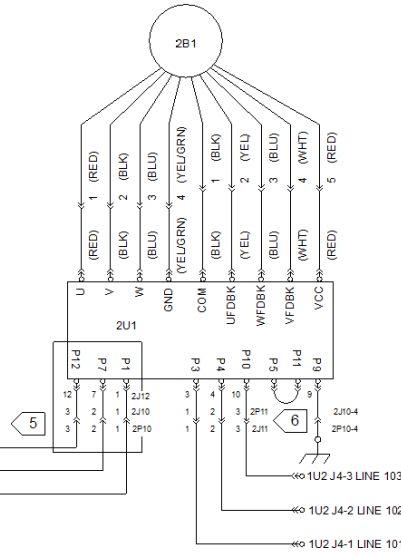 2B1
1 (RED)
2 (BLK)
3 (BLU)
4 (YEL/GRN)
1 (BLK)
2 (YEL)
3 (BLU)
4 (WHT)
5 (RED)
(RED)
(BLK)
(BLU)
(YEL/GRN)
(BLK)
(YEL)
(BLU)
(WHT)
(RED)
U
V
W
GND
COM
UFDBK
WFDBK
VFDBK
VCC
2U1
P12
P7
P1
P3
P4
P10
P5
P11
P9
12 7 1 2J12 3 4 10 9
3 2 1 2J10 1 2 3 2P11 2J10-4
5 3 2 1 2P10 1 2 3 2J11 6 2P10-4
1U2 J4-3 LINE 103
1U2 J4-2 LINE 102
1U2 J4-1 LINE 101